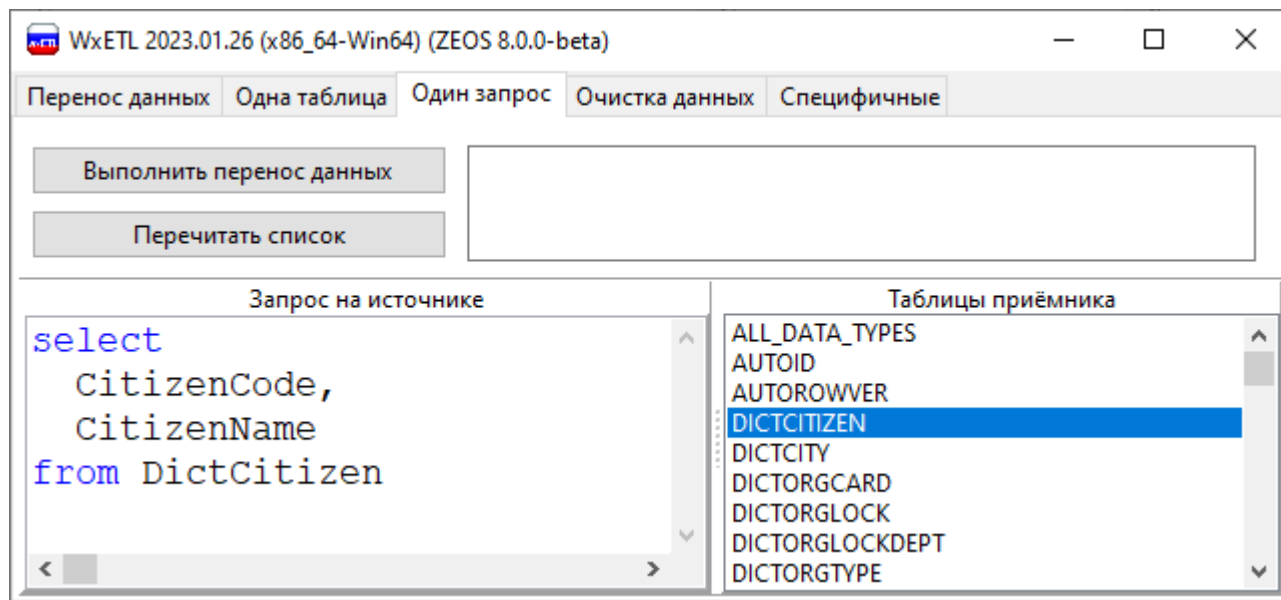 WxETL 2023.01.26 (x86_64-Win64) (ZEOS 8.0.0-beta)
Перенос данных Одна таблица Один запрос Очистка данных Специфичные
Выполнить перенос данных
Перечитать список
Запрос на источнике
select
CitizenCode,
CitizenName
from DictCitizen
Таблицы приёмника
ALL_DATA_TYPES
AUTOID
AUTOROWVER
DICTCITIZEN
DICTCITY
DICTORGCARD
DICTORGLOCK
DICTORGLOCKDEPT
DICTORGTYPE